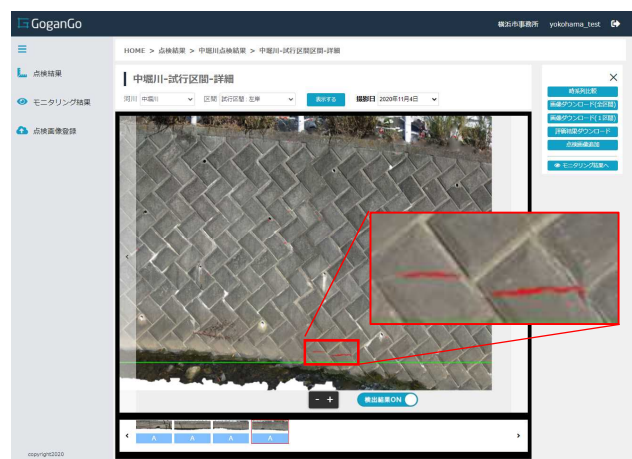 GoganGo
横浜市事務所 yokohama_test
HOME > 点検結果 > 中堀川点検結果 > 中堀川-試行区間区間-詳細
点検結果
モニタリング結果
点検画像登録
中堀川-試行区間-詳細
河川 中堀川 区間 試行区間 左岸 表示する 撮影日 2020年11月4日
時系列比較
画像ダウンロード(全区間)
画像ダウンロード(1区間)
評価結果ダウンロード
点検画像追加
モニタリング結果へ
- +
検出結果ON
A A A A
copyright2020